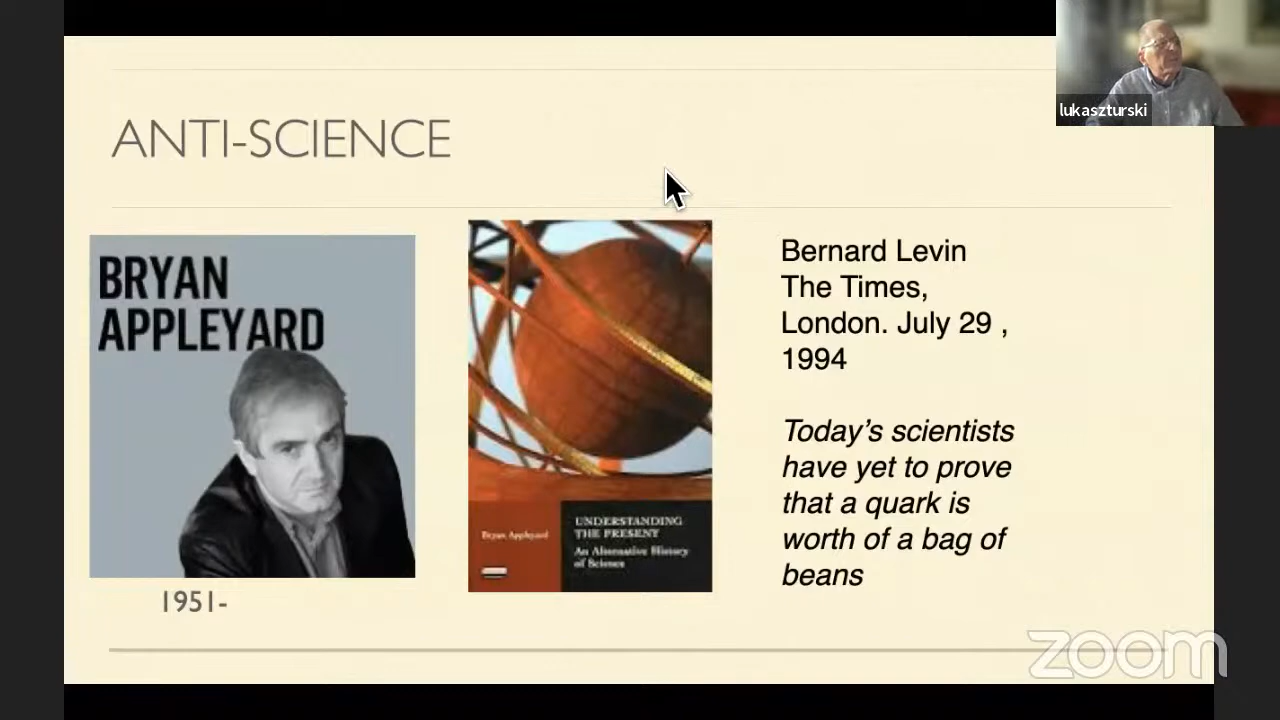 lukaszturski
ANTI-SCIENCE
BRYAN
APPLEYARD
1951-
Bryan Appleyard
UNDERSTANDING
THE PRESENT
An Alternative History
of Science
Bernard Levin
The Times,
London. July 29 ,
1994
Today’s scientists
have yet to prove
that a quark is
worth of a bag of
beans
zoom